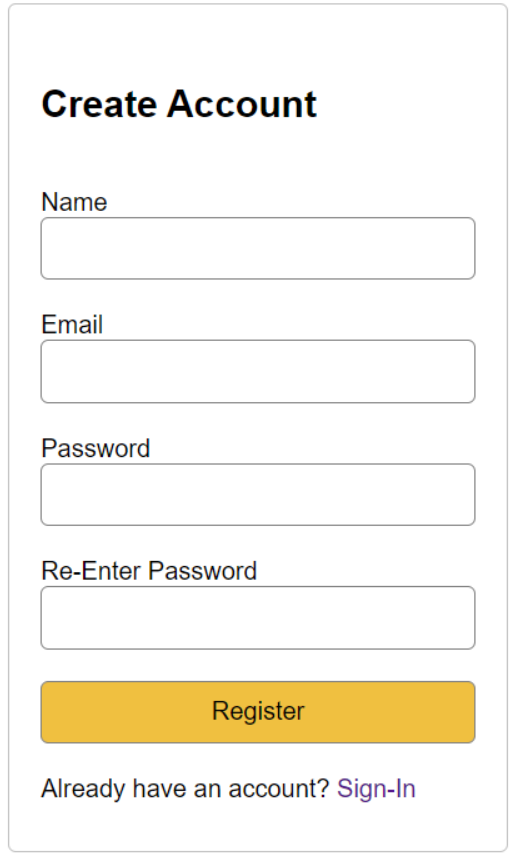 Create Account
Name
Email
Password
Re-Enter Password
Register
Already have an account? Sign-In